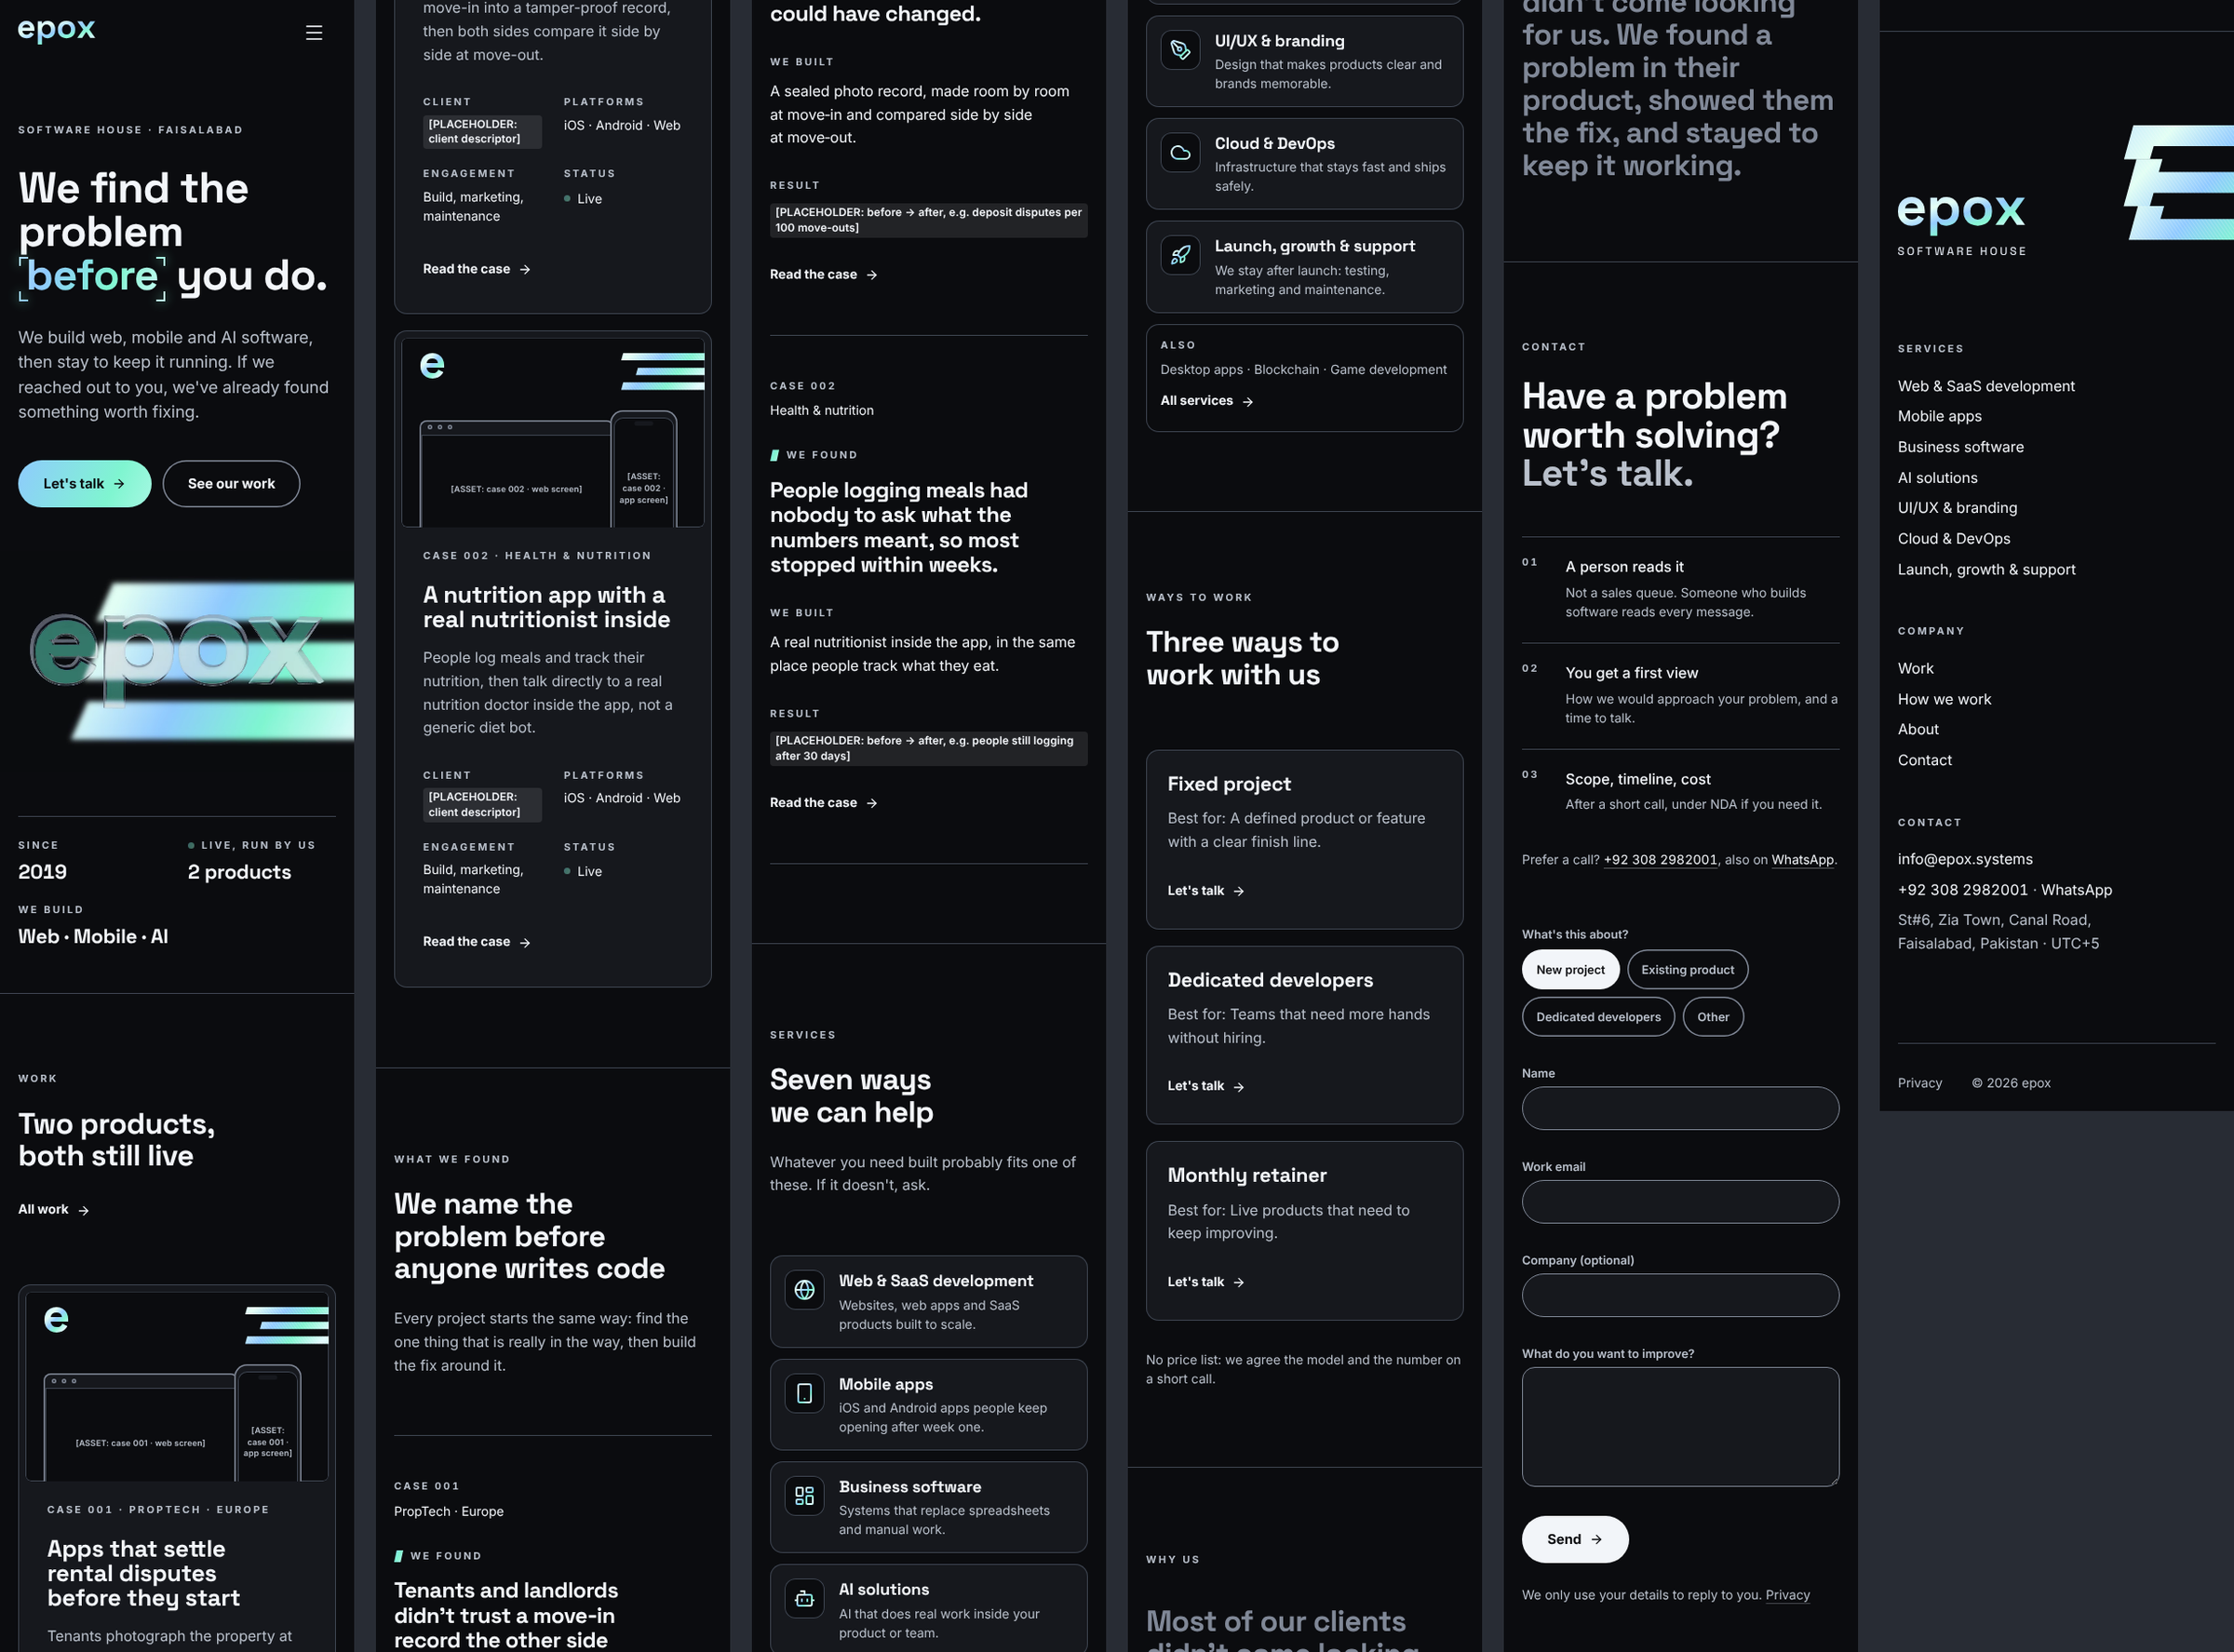 epox
SOFTWARE HOUSE · FAISALABAD
We find the
problem
before you do.
We build web, mobile and AI software,
then stay to keep it running. If we
reached out to you, we've already found
something worth fixing.
Let's talk →
See our work
epox
SINCE
2019
LIVE, RUN BY US
2 products
WE BUILD
Web · Mobile · AI
WORK
Two products,
both still live
All work →
e
[ASSET: case 001 · web screen]
[ASSET:
case 001 ·
app screen]
CASE 001 · PROPTECH · EUROPE
Apps that settle
rental disputes
before they start
Tenants photograph the property at
move-in into a tamper-proof record,
then both sides compare it side by
side at move-out.
CLIENT
[PLACEHOLDER:
client descriptor]
PLATFORMS
iOS · Android · Web
ENGAGEMENT
Build, marketing,
maintenance
STATUS
Live
Read the case →
e
[ASSET: case 002 · web screen]
[ASSET:
case 002 ·
app screen]
CASE 002 · HEALTH & NUTRITION
A nutrition app with a
real nutritionist inside
People log meals and track their
nutrition, then talk directly to a real
nutrition doctor inside the app, not a
generic diet bot.
CLIENT
[PLACEHOLDER:
client descriptor]
PLATFORMS
iOS · Android · Web
ENGAGEMENT
Build, marketing,
maintenance
STATUS
Live
Read the case →
WHAT WE FOUND
We name the
problem before
anyone writes code
Every project starts the same way: find the
one thing that is really in the way, then build
the fix around it.
CASE 001
PropTech · Europe
WE FOUND
Tenants and landlords
didn't trust a move-in
record the other side
could have changed.
WE BUILT
A sealed photo record, made room by room
at move-in and compared side by side
at move-out.
RESULT
[PLACEHOLDER: before → after, e.g. deposit disputes per
100 move-outs]
Read the case →
CASE 002
Health & nutrition
WE FOUND
People logging meals had
nobody to ask what the
numbers meant, so most
stopped within weeks.
WE BUILT
A real nutritionist inside the app, in the same
place people track what they eat.
RESULT
[PLACEHOLDER: before → after, e.g. people still logging
after 30 days]
Read the case →
SERVICES
Seven ways
we can help
Whatever you need built probably fits one of
these. If it doesn't, ask.
Web & SaaS development
Websites, web apps and SaaS
products built to scale.
Mobile apps
iOS and Android apps people keep
opening after week one.
Business software
Systems that replace spreadsheets
and manual work.
AI solutions
AI that does real work inside your
product or team.
UI/UX & branding
Design that makes products clear and
brands memorable.
Cloud & DevOps
Infrastructure that stays fast and ships
safely.
Launch, growth & support
We stay after launch: testing,
marketing and maintenance.
ALSO
Desktop apps · Blockchain · Game development
All services →
WAYS TO WORK
Three ways to
work with us
Fixed project
Best for: A defined product or feature
with a clear finish line.
Let's talk →
Dedicated developers
Best for: Teams that need more hands
without hiring.
Let's talk →
Monthly retainer
Best for: Live products that need to
keep improving.
Let's talk →
No price list: we agree the model and the number on
a short call.
WHY US
Most of our clients
didn't come looking
for us. We found a
problem in their
product, showed them
the fix, and stayed to
keep it working.
CONTACT
Have a problem
worth solving?
Let's talk.
01
A person reads it
Not a sales queue. Someone who builds
software reads every message.
02
You get a first view
How we would approach your problem, and a
time to talk.
03
Scope, timeline, cost
After a short call, under NDA if you need it.
Prefer a call? +92 308 2982001, also on WhatsApp.
What's this about?
New project
Existing product
Dedicated developers
Other
Name
Work email
Company (optional)
What do you want to improve?
Send →
We only use your details to reply to you. Privacy
epox
SOFTWARE HOUSE
SERVICES
Web & SaaS development
Mobile apps
Business software
AI solutions
UI/UX & branding
Cloud & DevOps
Launch, growth & support
COMPANY
Work
How we work
About
Contact
CONTACT
info@epox.systems
+92 308 2982001 · WhatsApp
St#6, Zia Town, Canal Road,
Faisalabad, Pakistan · UTC+5
Privacy
© 2026 epox